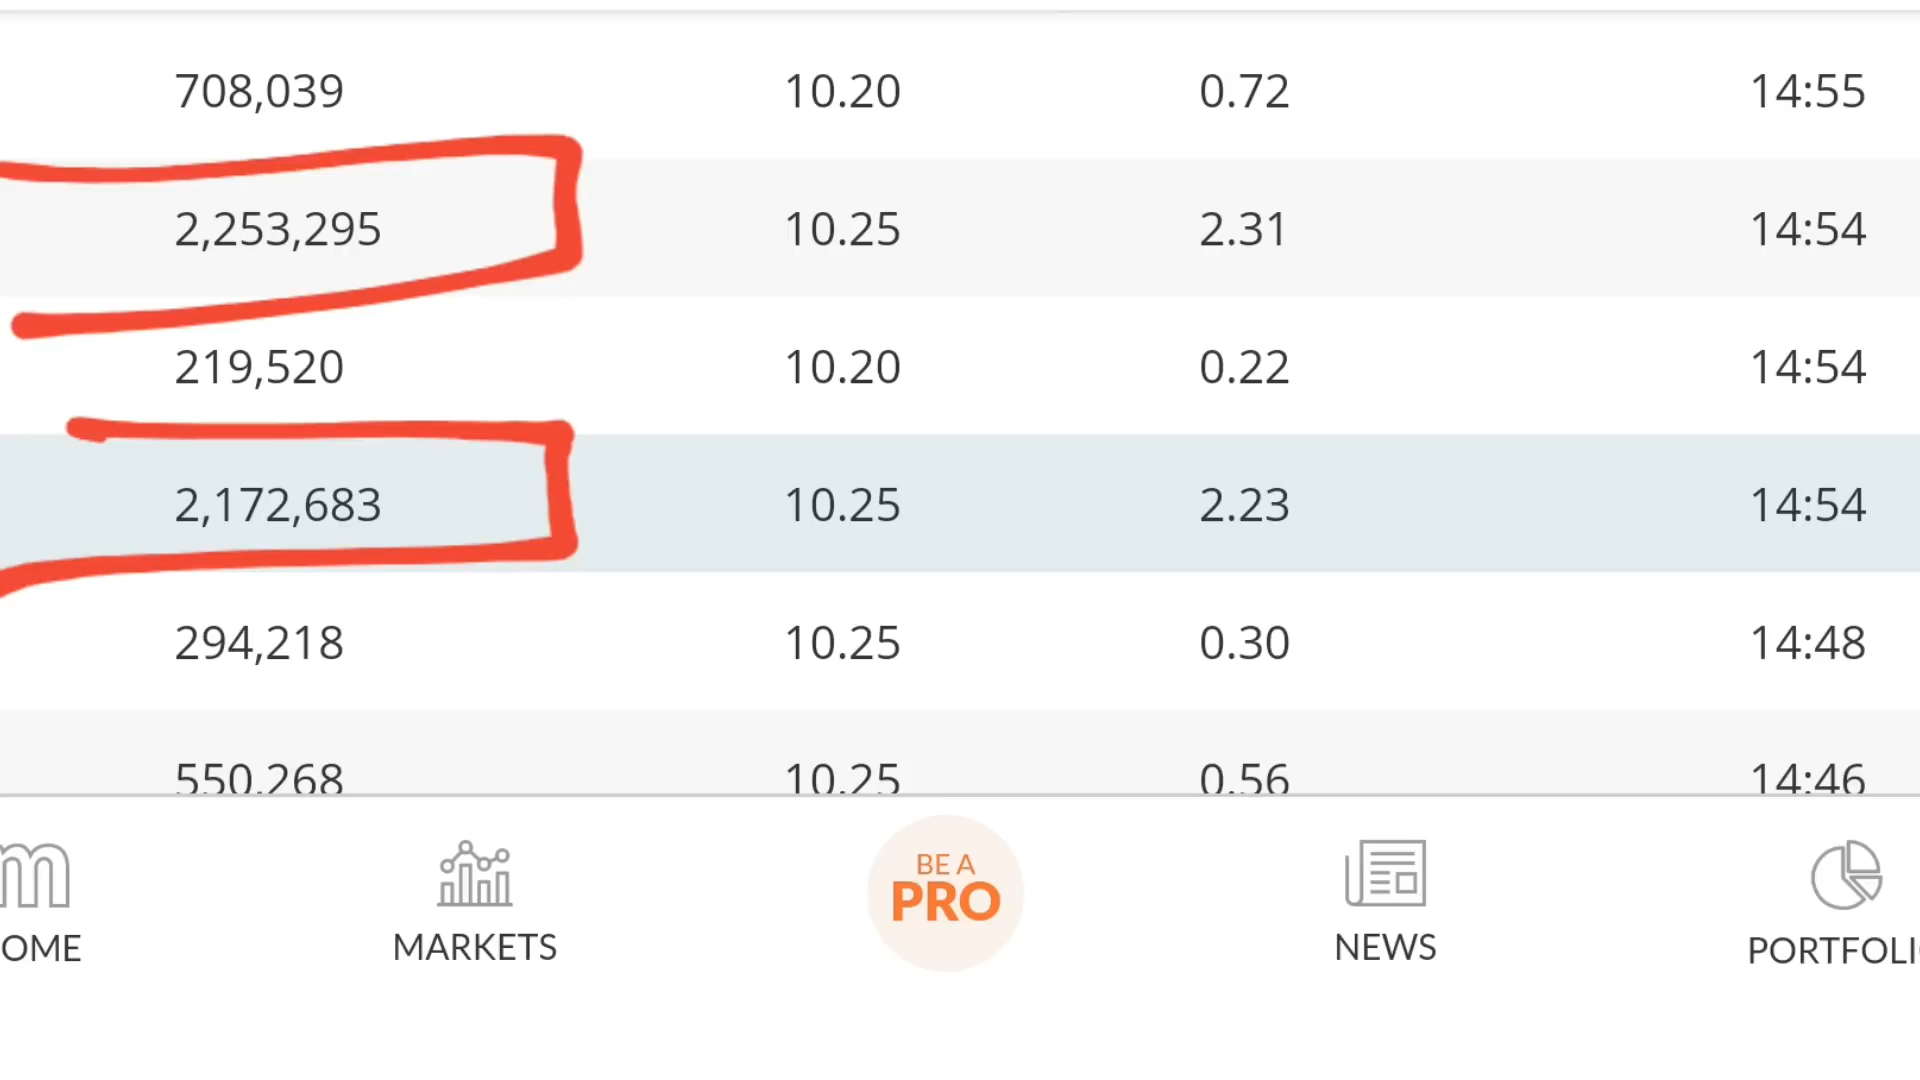 708,039 10.20 0.72 14:55
2,253,295 10.25 2.31 14:54
219,520 10.20 0.22 14:54
2,172,683 10.25 2.23 14:54
294,218 10.25 0.30 14:48
550,268 10.25 0.56 14:46
m
BE A
PRO
OME MARKETS NEWS PORTFOLI